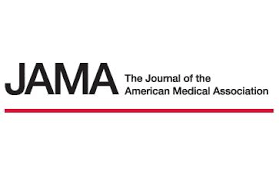 JAMA
The Journal of the
American Medical Association